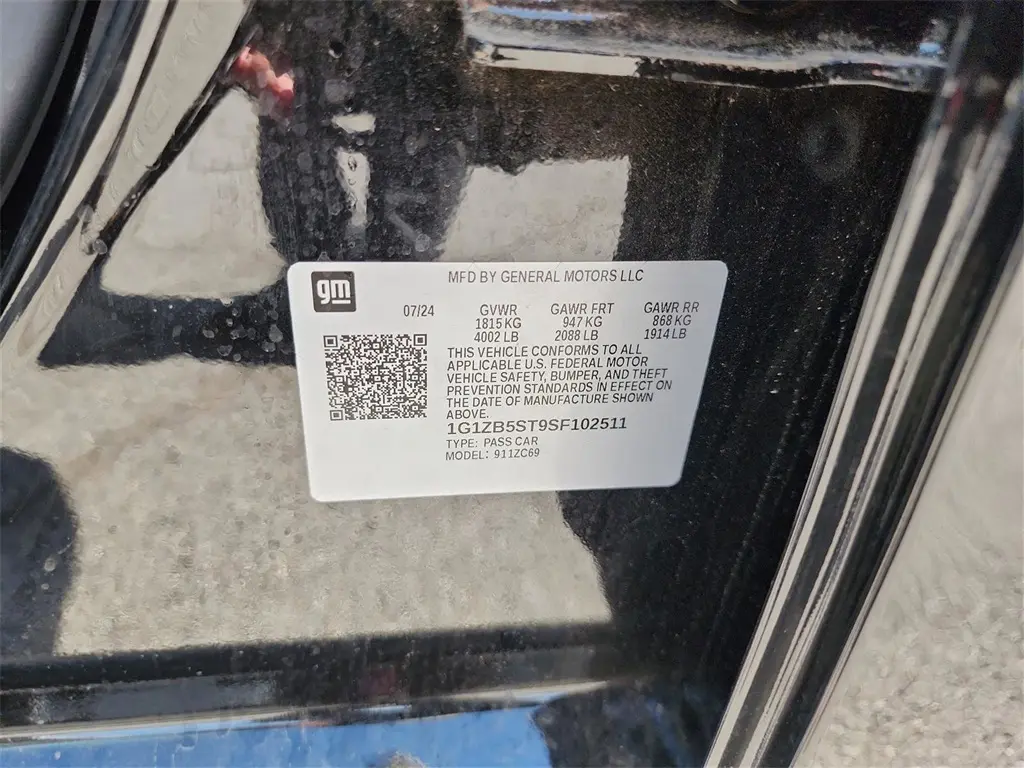 gm
MFD BY GENERAL MOTORS LLC
07/24 GVWR GAWR FRT GAWR RR
1815 KG 947 KG 868 KG
4002 LB 2088 LB 1914 LB
THIS VEHICLE CONFORMS TO ALL
APPLICABLE U.S. FEDERAL MOTOR
VEHICLE SAFETY, BUMPER, AND THEFT
PREVENTION STANDARDS IN EFFECT ON
THE DATE OF MANUFACTURE SHOWN
ABOVE.
1G1ZB5ST9SF102511
TYPE: PASS CAR
MODEL: 911ZC69